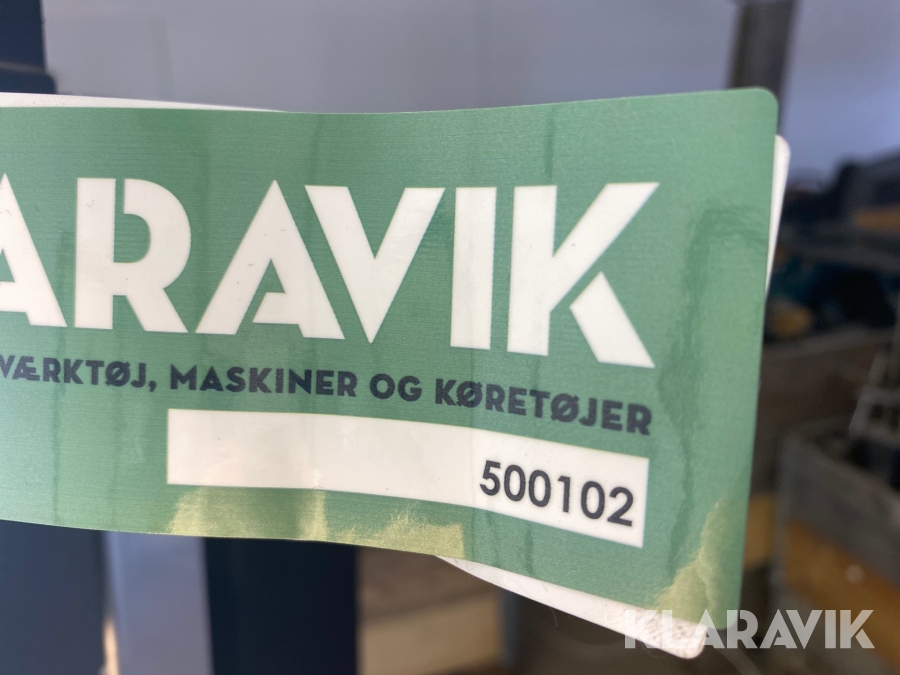 ARAVIK
VÆRKTØJ, MASKINER OG KØRETØJER
500102
KLARAVIK